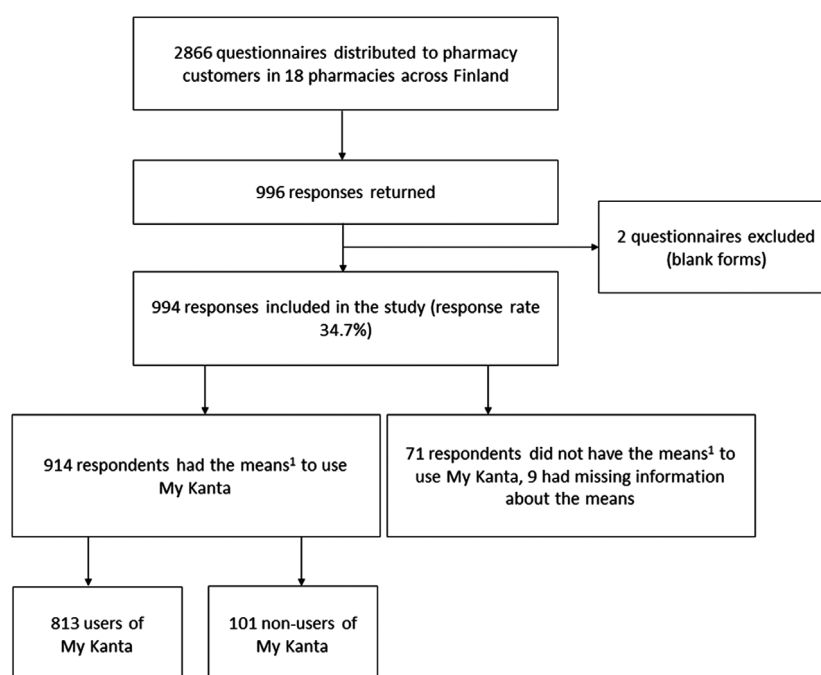 2866 questionnaires distributed to pharmacy
customers in 18 pharmacies across Finland
996 responses returned
2 questionnaires excluded
(blank forms)
994 responses included in the study (response rate
34.7%)
914 respondents had the means¹ to use
My Kanta
71 respondents did not have the means¹ to
use My Kanta, 9 had missing information
about the means
813 users of
My Kanta
101 non-users of
My Kanta